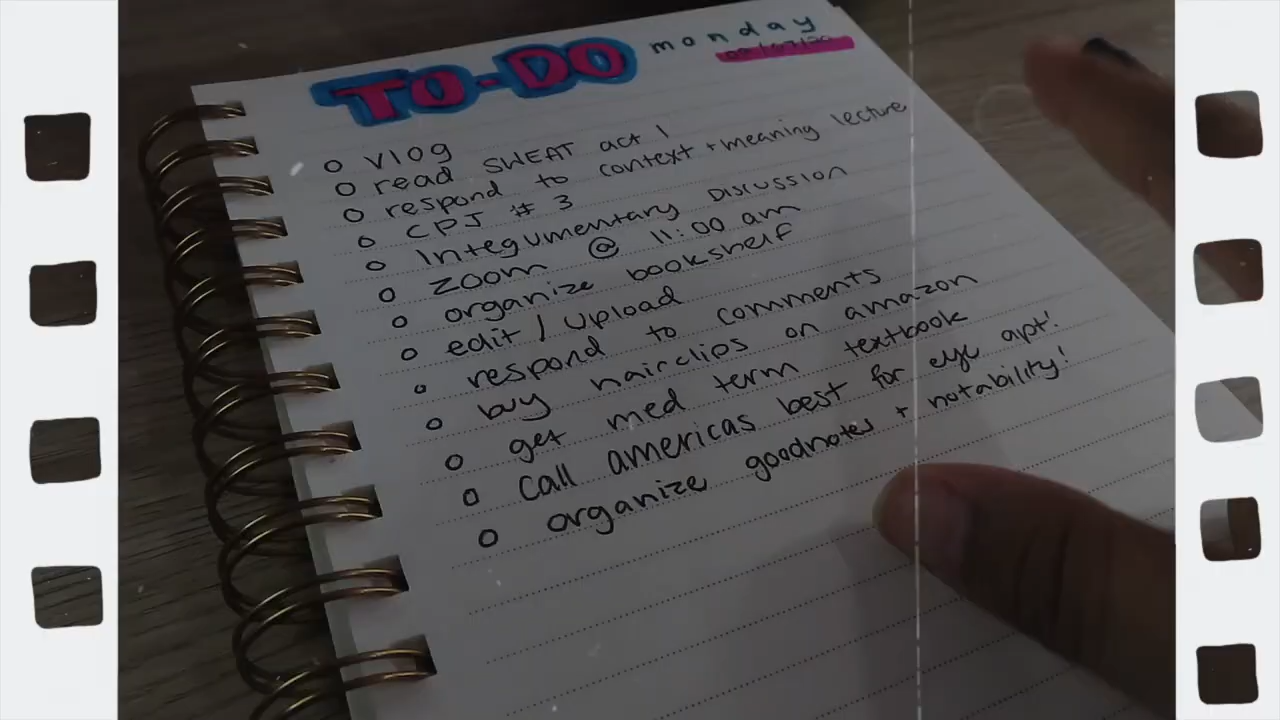 TO-DO monday
o vlog
o read SWEAT act 1
o respond to context + meaning lecture
o CPJ # 3
o Integumentary Discussion
o zoom @ 11:00 am
o organize bookshelf
o edit / upload
o respond to comments
o buy hairclips on amazon
o get med term textbook
o call americas best for eye apt!
o organize goodnotes + notability!